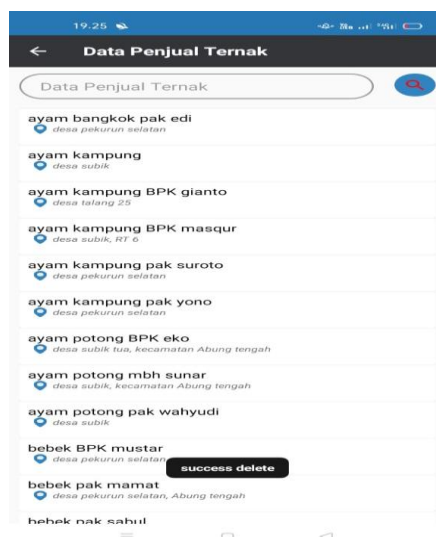 19.25
Data Penjual Ternak
Data Penjual Ternak
ayam bangkok pak edi
desa pekurun selatan
ayam kampung
desa subik
ayam kampung BPK gianto
desa talang 25
ayam kampung BPK masqur
desa subik, RT 6
ayam kampung pak suroto
desa pekurun selatan
ayam kampung pak yono
desa pekurun selatan
ayam potong BPK eko
desa subik tua, kecamatan Abung tengah
ayam potong mbh sunar
desa subik, kecamatan Abung tengah
ayam potong pak wahyudi
desa subik
bebek BPK mustar
desa pekurun selatan
success delete
bebek pak mamat
desa pekurun selatan, Abung tengah
bebek pak sabul